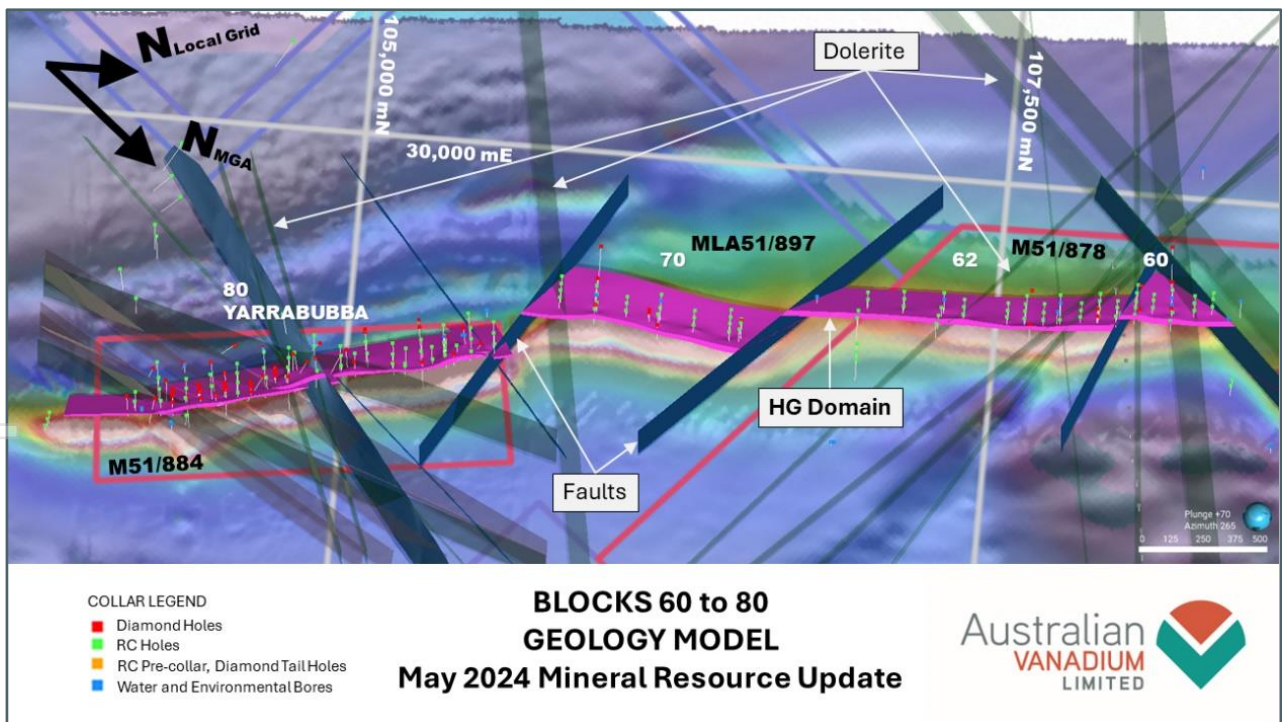 N Local Grid
N MGA
105,000 mN
30,000 mE
Dolerite
107,500 mN
MLA51/897
M51/878
70
62
60
80
YARRABUBBA
HG Domain
M51/884
Faults
Plunge +70
Azimuth 265
0 125 250 375 500
COLLAR LEGEND
Diamond Holes
RC Holes
RC Pre-collar, Diamond Tail Holes
Water and Environmental Bores
BLOCKS 60 to 80
GEOLOGY MODEL
May 2024 Mineral Resource Update
Australian
VANADIUM
LIMITED